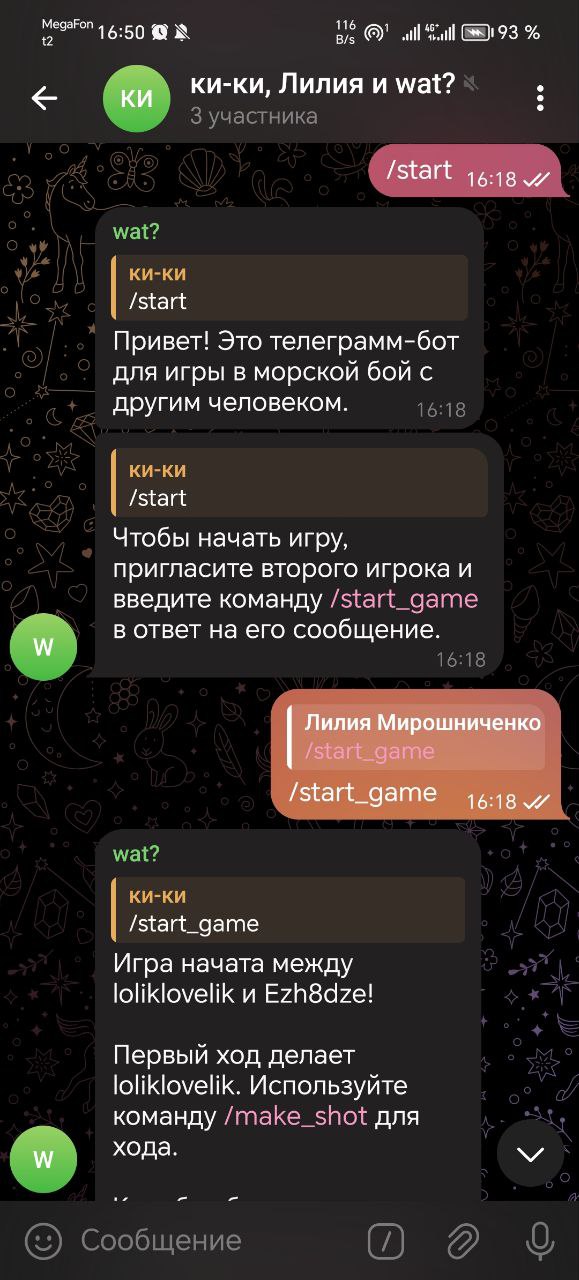 MegaFon 16:50 116 B/s 4G 93 %
t2
КИ ки-ки, Лилия и wat?
3 участника
/start 16:18
wat?
ки-ки
/start
Привет! Это телеграмм-бот
для игры в морской бой с
другим человеком. 16:18
ки-ки
/start
Чтобы начать игру,
пригласите второго игрока и
введите команду /start_game
в ответ на его сообщение.
16:18
W
Лилия Мирошниченко
/start_game
/start_game 16:18
wat?
ки-ки
/start_game
Игра начата между
loliklovelik и Ezh8dze!
Первый ход делает
loliklovelik. Используйте
команду /make_shot для
хода.
W
Сообщение